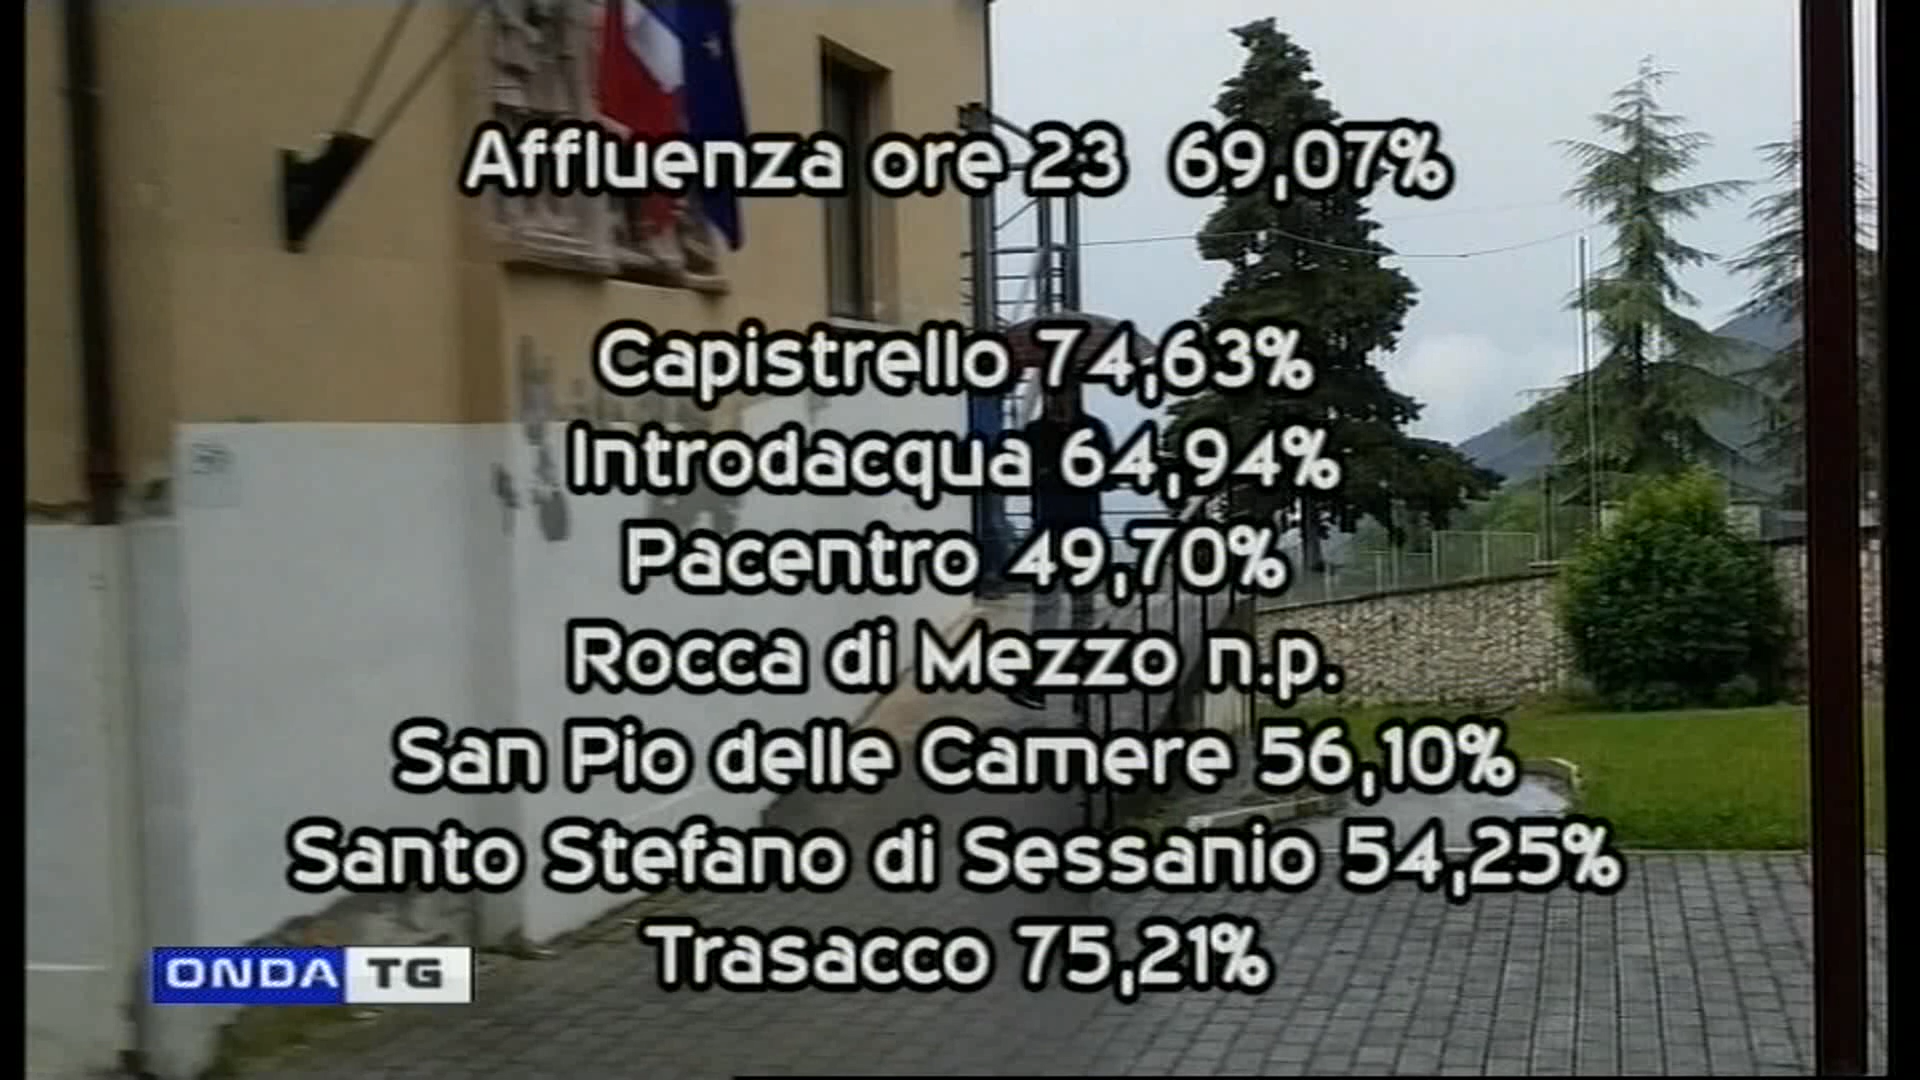 Affluenza ore 23 69,07%
Capistrello 74,63%
Introdacqua 64,94%
Pacentro 49,70%
Rocca di Mezzo n.p.
San Pio delle Camere 56,10%
Santo Stefano di Sessanio 54,25%
Trasacco 75,21%
ONDA TG